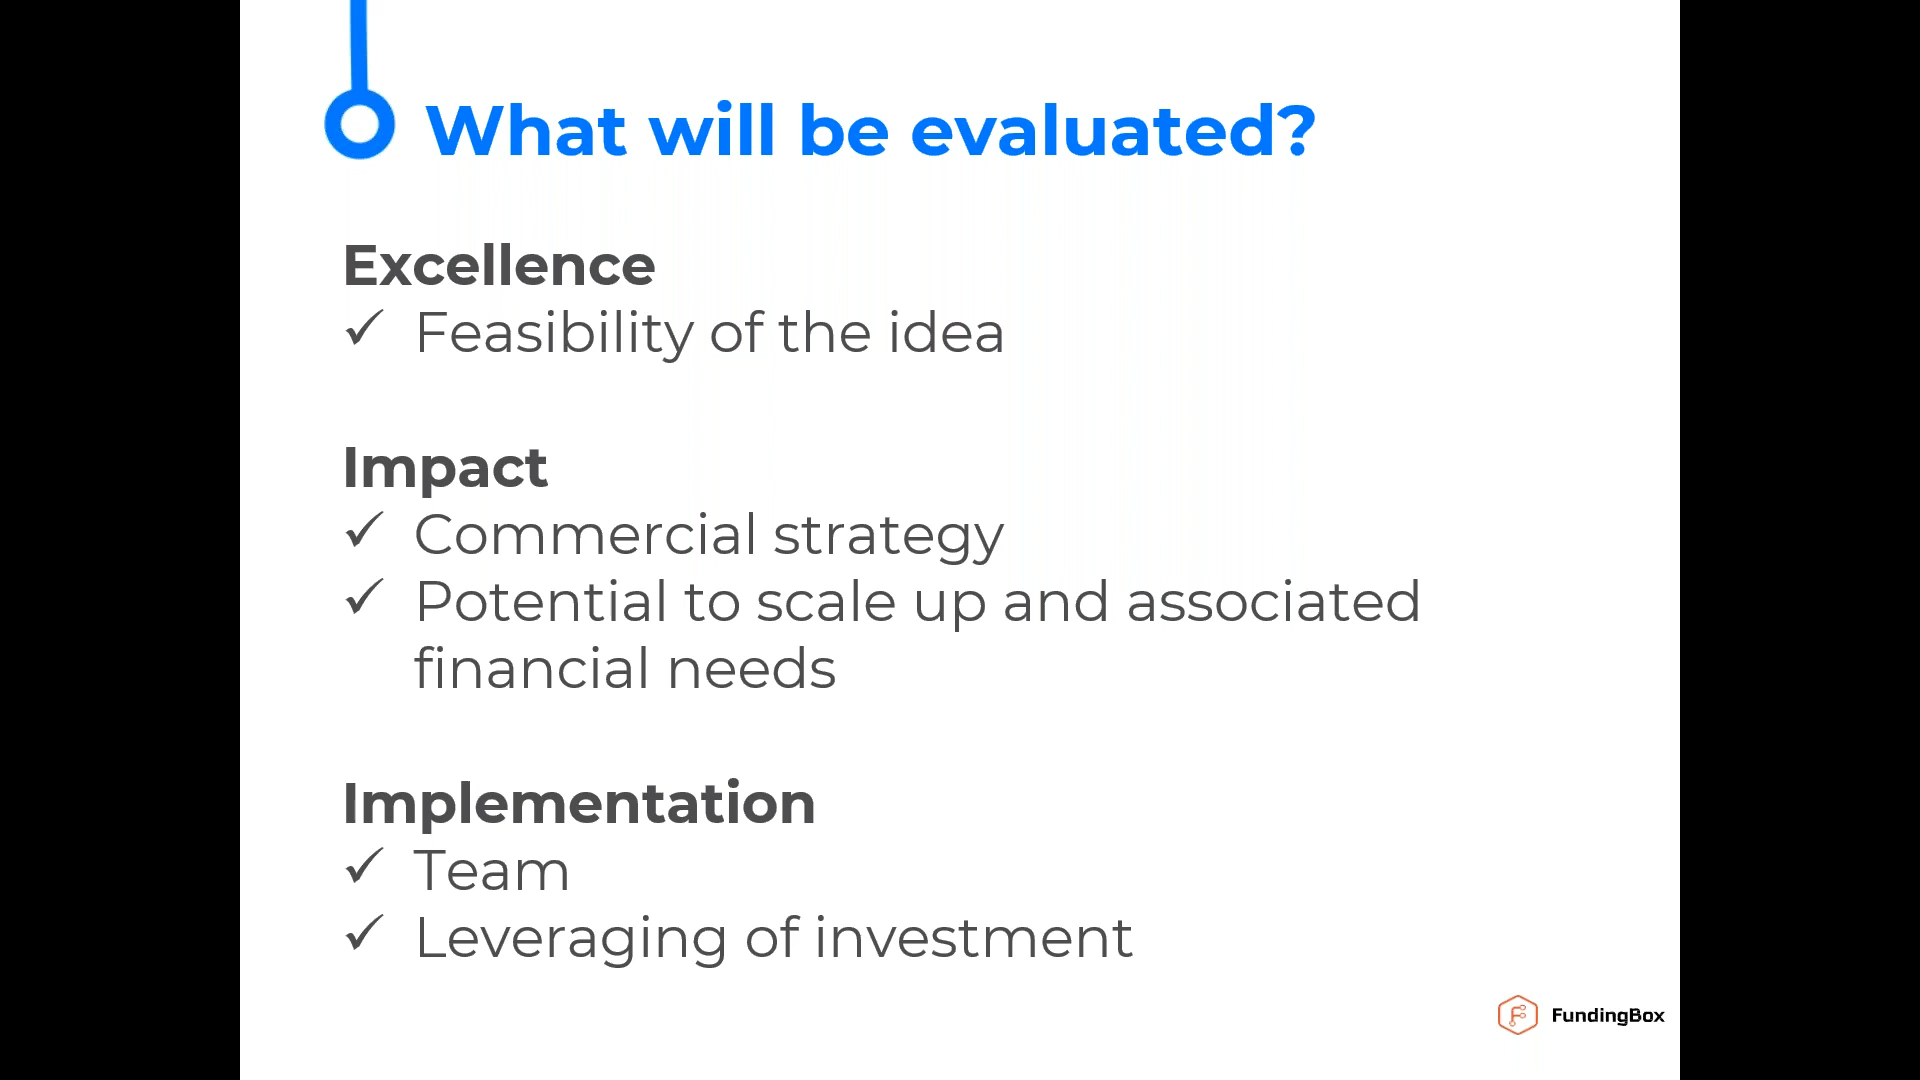 What will be evaluated?
Excellence
✓ Feasibility of the idea
Impact
✓ Commercial strategy
✓ Potential to scale up and associated
financial needs
Implementation
✓ Team
✓ Leveraging of investment
FundingBox